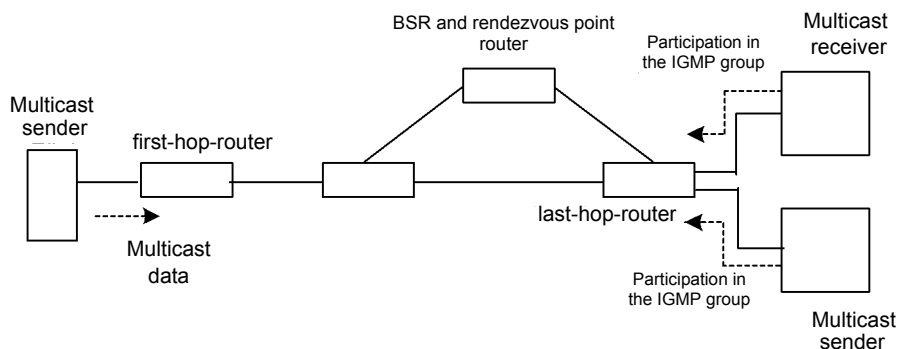 BSR and rendezvous point
router
Participation in
the IGMP group
Multicast
receiver
Multicast
sender
first-hop-router
last-hop-router
Multicast
data
Participation in
the IGMP group
Multicast
sender